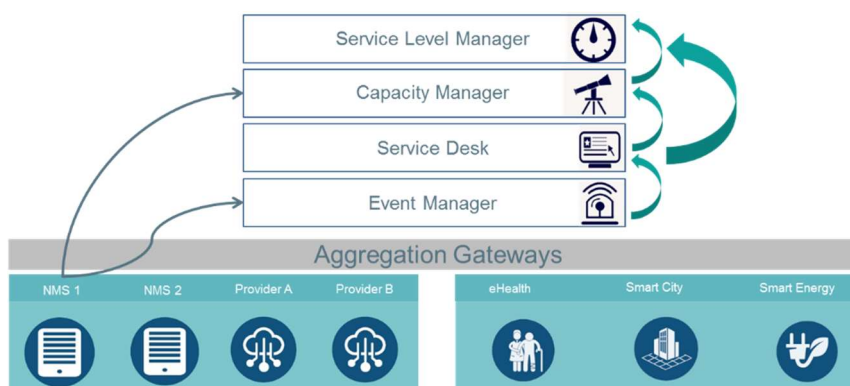 Service Level Manager
Capacity Manager
Service Desk
Event Manager
Aggregation Gateways
NMS 1
NMS 2
Provider A
Provider B
eHealth
Smart City
Smart Energy